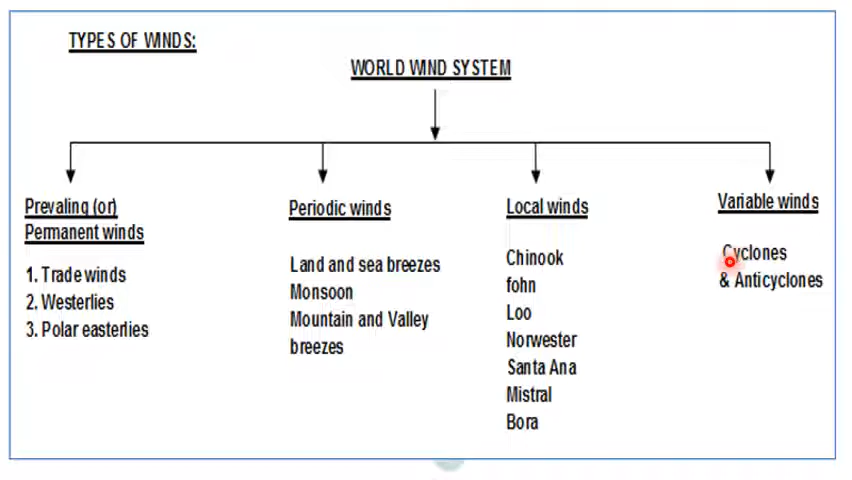 TYPES OF WINDS:
WORLD WIND SYSTEM
Prevaling (or)
Permanent winds
1. Trade winds
2. Westerlies
3. Polar easterlies
Periodic winds
Land and sea breezes
Monsoon
Mountain and Valley
breezes
Local winds
Chinook
fohn
Loo
Norwester
Santa Ana
Mistral
Bora
Variable winds
Cyclones
& Anticyclones